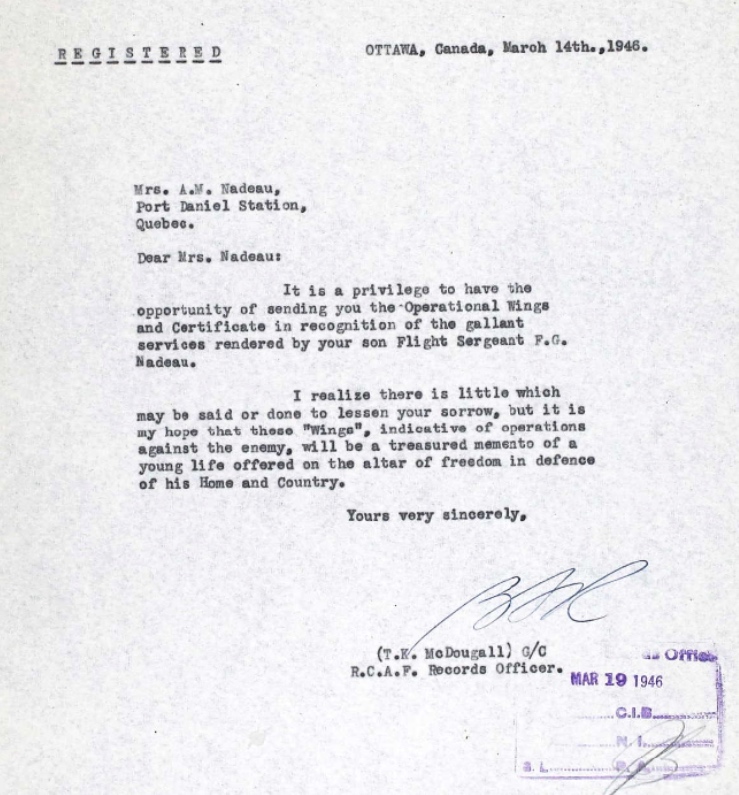 REGISTERED
OTTAWA, Canada, March 14th.,1946.
Mrs. A.M. Nadeau,
Port Daniel Station,
Quebec.
Dear Mrs. Nadeau:
It is a privilege to have the
opportunity of sending you the Operational Wings
and Certificate in recognition of the gallant
services rendered by your son Flight Sergeant F.G.
Nadeau.
I realize there is little which
may be said or done to lessen your sorrow, but it is
my hope that these "Wings", indicative of operations
against the enemy, will be a treasured memento of a
young life offered on the altar of freedom in defence
of his Home and Country.
Yours very sincerely,
(T.K. McDougall) G/C
R.C.A.F. Records Officer.
MAR 19 1946
C.I.B.